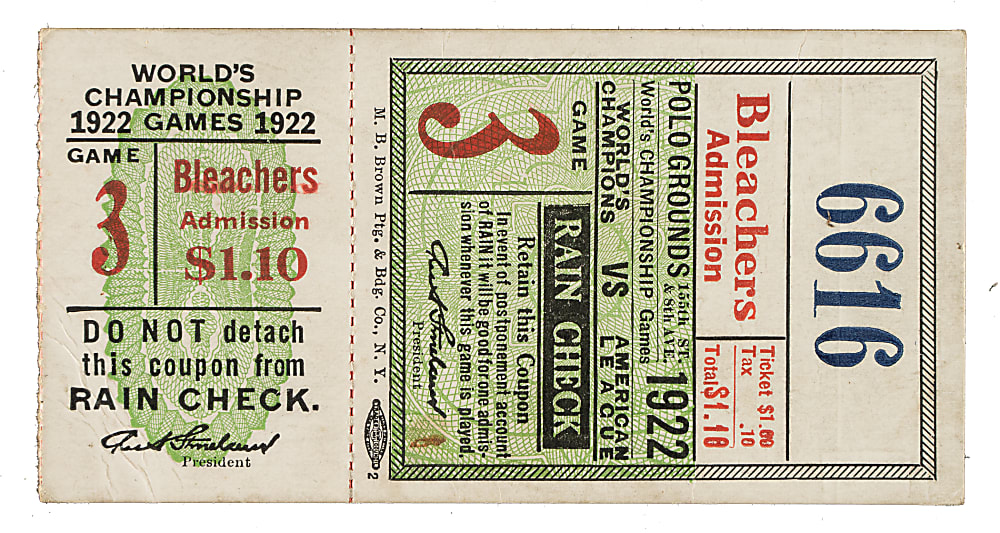 WORLD'S
CHAMPIONSHIP
1922 GAMES 1922
GAME
3
Bleachers
Admission
$1.10
DO NOT detach
this coupon from
RAIN CHECK.
President
M. B. Brown Ptg. & Bdg. Co., N. Y.
2
6616
Bleachers
Admission
Ticket $1.00
Tax .10
Total $1.10
POLO GROUNDS 155th ST. & 8th AVE. 1922
World's CHAMPIONSHIP Games
WORLD'S CHAMPIONS VS AMERICAN LEAGUE
GAME
3
RAIN CHECK
Retain this Coupon
In event of postponement account
of RAIN it will be good for one admis-
sion whenever this game is played.
President